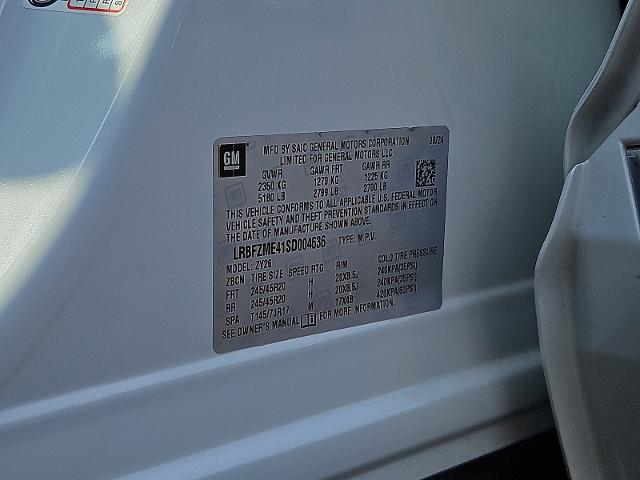 GM
MFD BY SAIC GENERAL MOTORS CORPORATION
LIMITED FOR GENERAL MOTORS LLC
GVWR GAWR FRT GAWR RR
2350 KG 1270 KG 1225 KG
5180 LB 2799 LB 2700 LB
THIS VEHICLE CONFORMS TO ALL APPLICABLE U.S. FEDERAL MOTOR
VEHICLE SAFETY AND THEFT PREVENTION STANDARDS IN EFFECT ON
THE DATE OF MANUFACTURE SHOWN ABOVE.
LRBFZME41SD004536 TYPE: M.P.V.
MODEL: ZY26
ZBCN TIRE SIZE SPEED RTG RIM COLD TIRE PRESSURE
FRT 245/45R20 H 20X8.5J 240KPA(35PSI)
RR 245/45R20 H 20X8.5J 240KPA(35PSI)
SPA T145/70R17 M 17X4B 420KPA(60PSI)
SEE OWNER'S MANUAL FOR MORE INFORMATION.